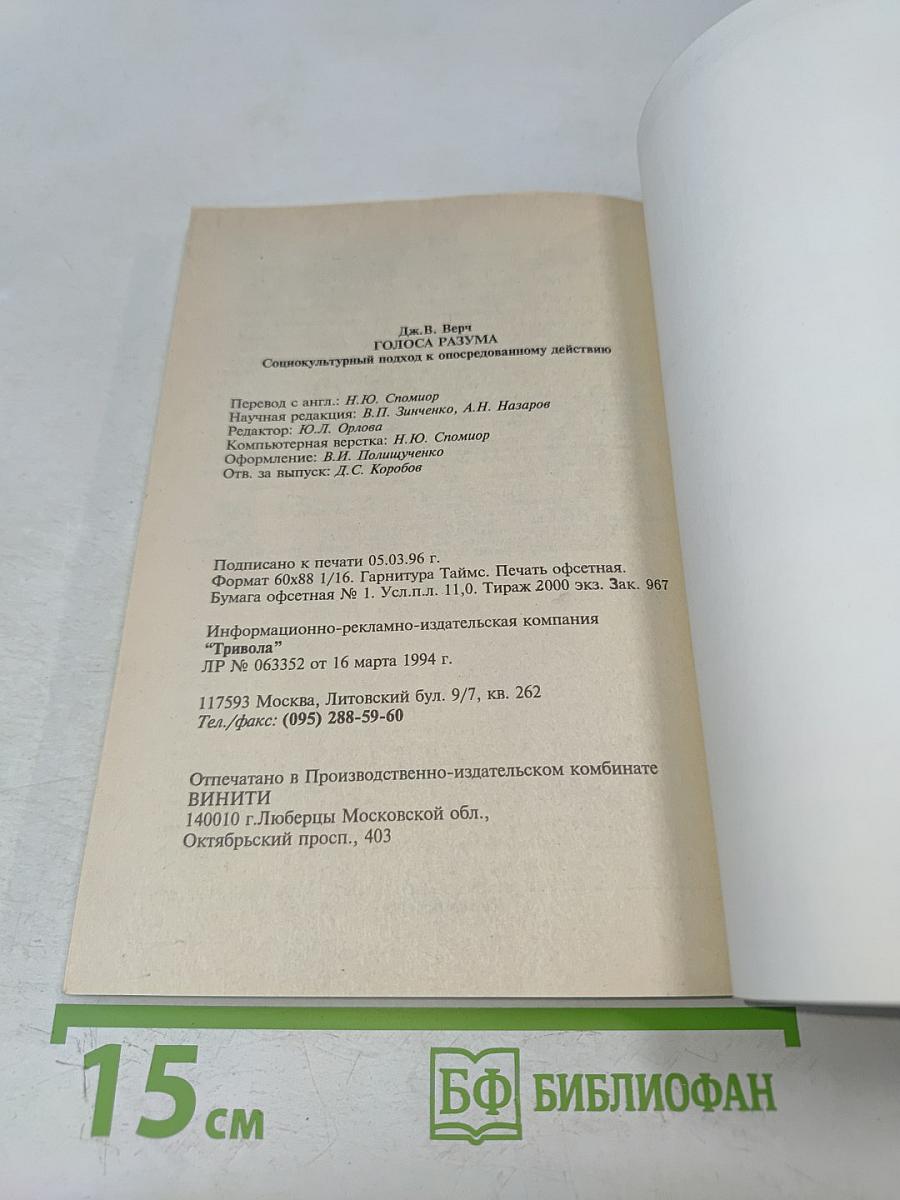 Дж.В. Верч
ГОЛОСА РАЗУМА
Социокультурный подход к опосредованному действию
Перевод с англ.: Н.Ю. Спомиор
Научная редакция: В.П. Зинченко, А.Н. Назаров
Редактор: Ю.Л. Орлова
Компьютерная верстка: Н.Ю. Спомиор
Оформление: В.И. Полищученко
Отв. за выпуск: Д.С. Коробов
Подписано к печати 05.03.96 г.
Формат 60х88 1/16. Гарнитура Таймс. Печать офсетная.
Бумага офсетная № 1. Усл.п.л. 11,0. Тираж 2000 экз. Зак. 967
Информационно-рекламно-издательская компания
“Тривола”
ЛР № 063352 от 16 марта 1994 г.
117593 Москва, Литовский бул. 9/7, кв. 262
Тел./факс: (095) 288-59-60
Отпечатано в Производственно-издательском комбинате
ВИНИТИ
140010 г.Люберцы Московской обл.,
Октябрьский просп., 403
15 см
БФ БИБЛИОФАН